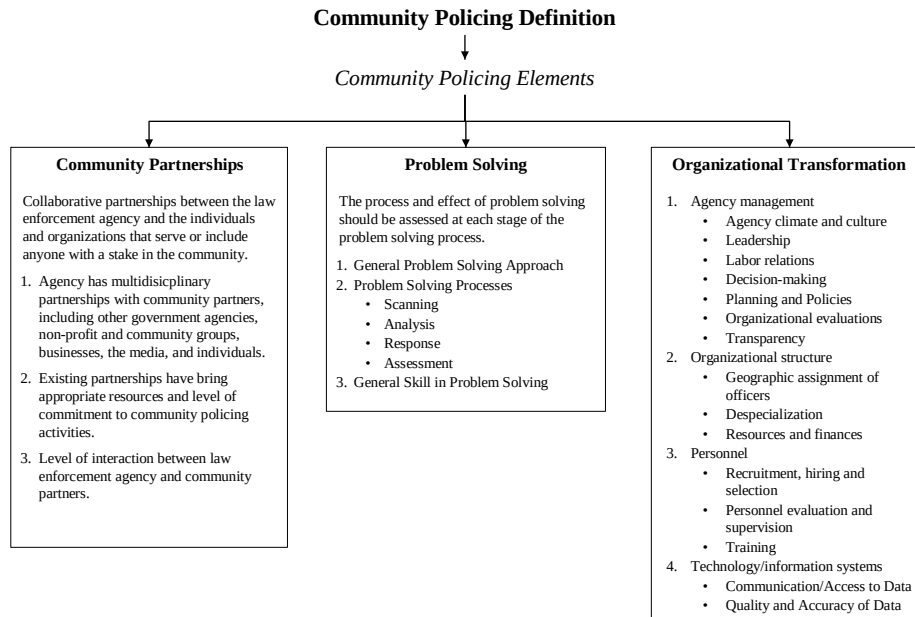 Community Policing Definition
Community Policing Elements
Community Partnerships
Collaborative partnerships between the law
enforcement agency and the individuals
and organizations that serve or include
anyone with a stake in the community.
1. Agency has multidisicplinary
partnerships with community partners,
including other government agencies,
non-profit and community groups,
businesses, the media, and individuals.
2. Existing partnerships have bring
appropriate resources and level of
commitment to community policing
activities.
3. Level of interaction between law
enforcement agency and community
partners.
Problem Solving
The process and effect of problem solving
should be assessed at each stage of the
problem solving process.
1. General Problem Solving Approach
2. Problem Solving Processes
• Scanning
• Analysis
• Response
• Assessment
3. General Skill in Problem Solving
Organizational Transformation
1. Agency management
• Agency climate and culture
• Leadership
• Labor relations
• Decision-making
• Planning and Policies
• Organizational evaluations
• Transparency
2. Organizational structure
• Geographic assignment of
officers
• Despecialization
• Resources and finances
3. Personnel
• Recruitment, hiring and
selection
• Personnel evaluation and
supervision
• Training
4. Technology/information systems
• Communication/Access to Data
• Quality and Accuracy of Data